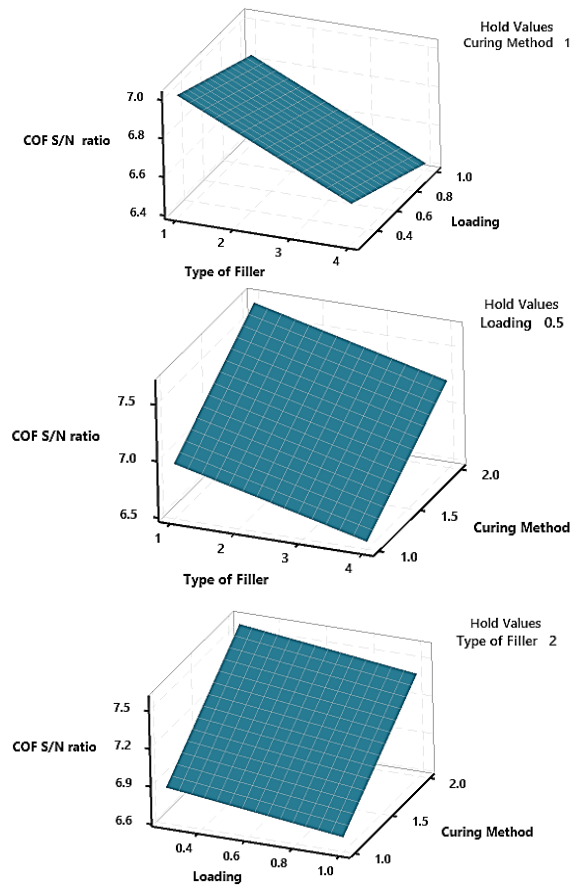 Hold Values
Curing Method 1
7.0
COF S/N ratio
6.8
6.6
6.4
1
2
3
4
Type of Filler
0.4
0.6
0.8
1.0
Loading
Hold Values
Loading 0.5
7.5
COF S/N ratio
7.0
6.5
1
2
3
4
Type of Filler
1.0
1.5
2.0
Curing Method
Hold Values
Type of Filler 2
7.5
COF S/N ratio
7.2
6.9
6.6
0.4
0.6
0.8
1.0
Loading
1.0
1.5
2.0
Curing Method